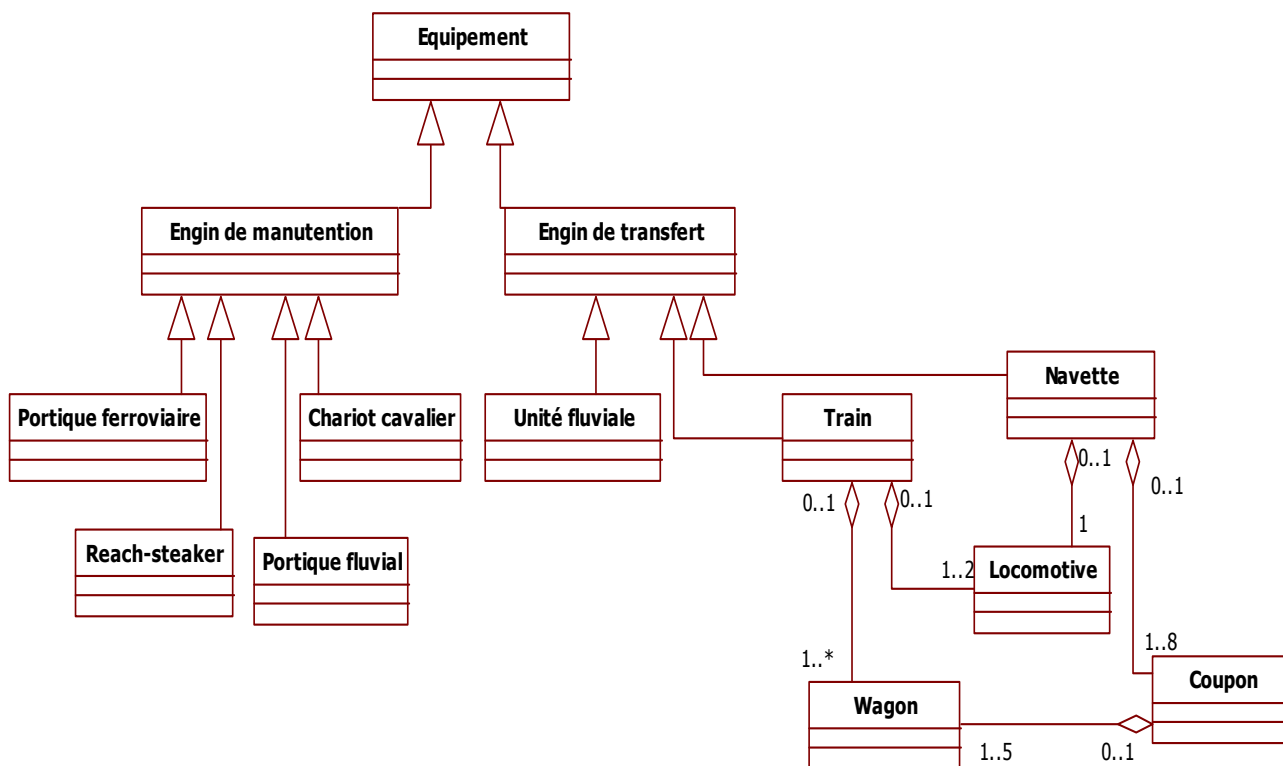 Equipement
Engin de manutention
Engin de transfert
Navette
Portique ferroviaire
Chariot cavalier
Unité fluviale
Train
0..1
0..1
0..1
0..1
1
Reach-steaker
Portique fluvial
1..2
Locomotive
1..*
1..8
Wagon
Coupon
1..5
0..1